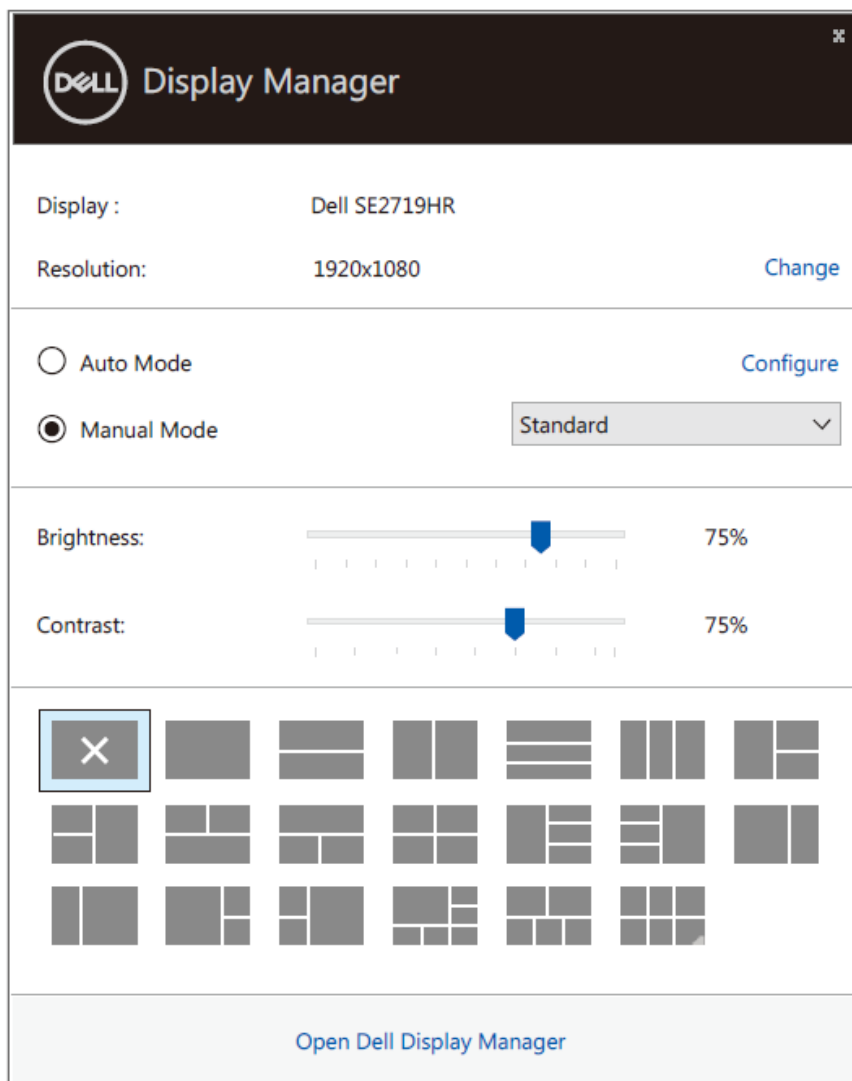 DELL Display Manager
Display : Dell SE2719HR
Resolution: 1920x1080 Change
Auto Mode Configure
Manual Mode Standard
Brightness: 75%
Contrast: 75%
Open Dell Display Manager